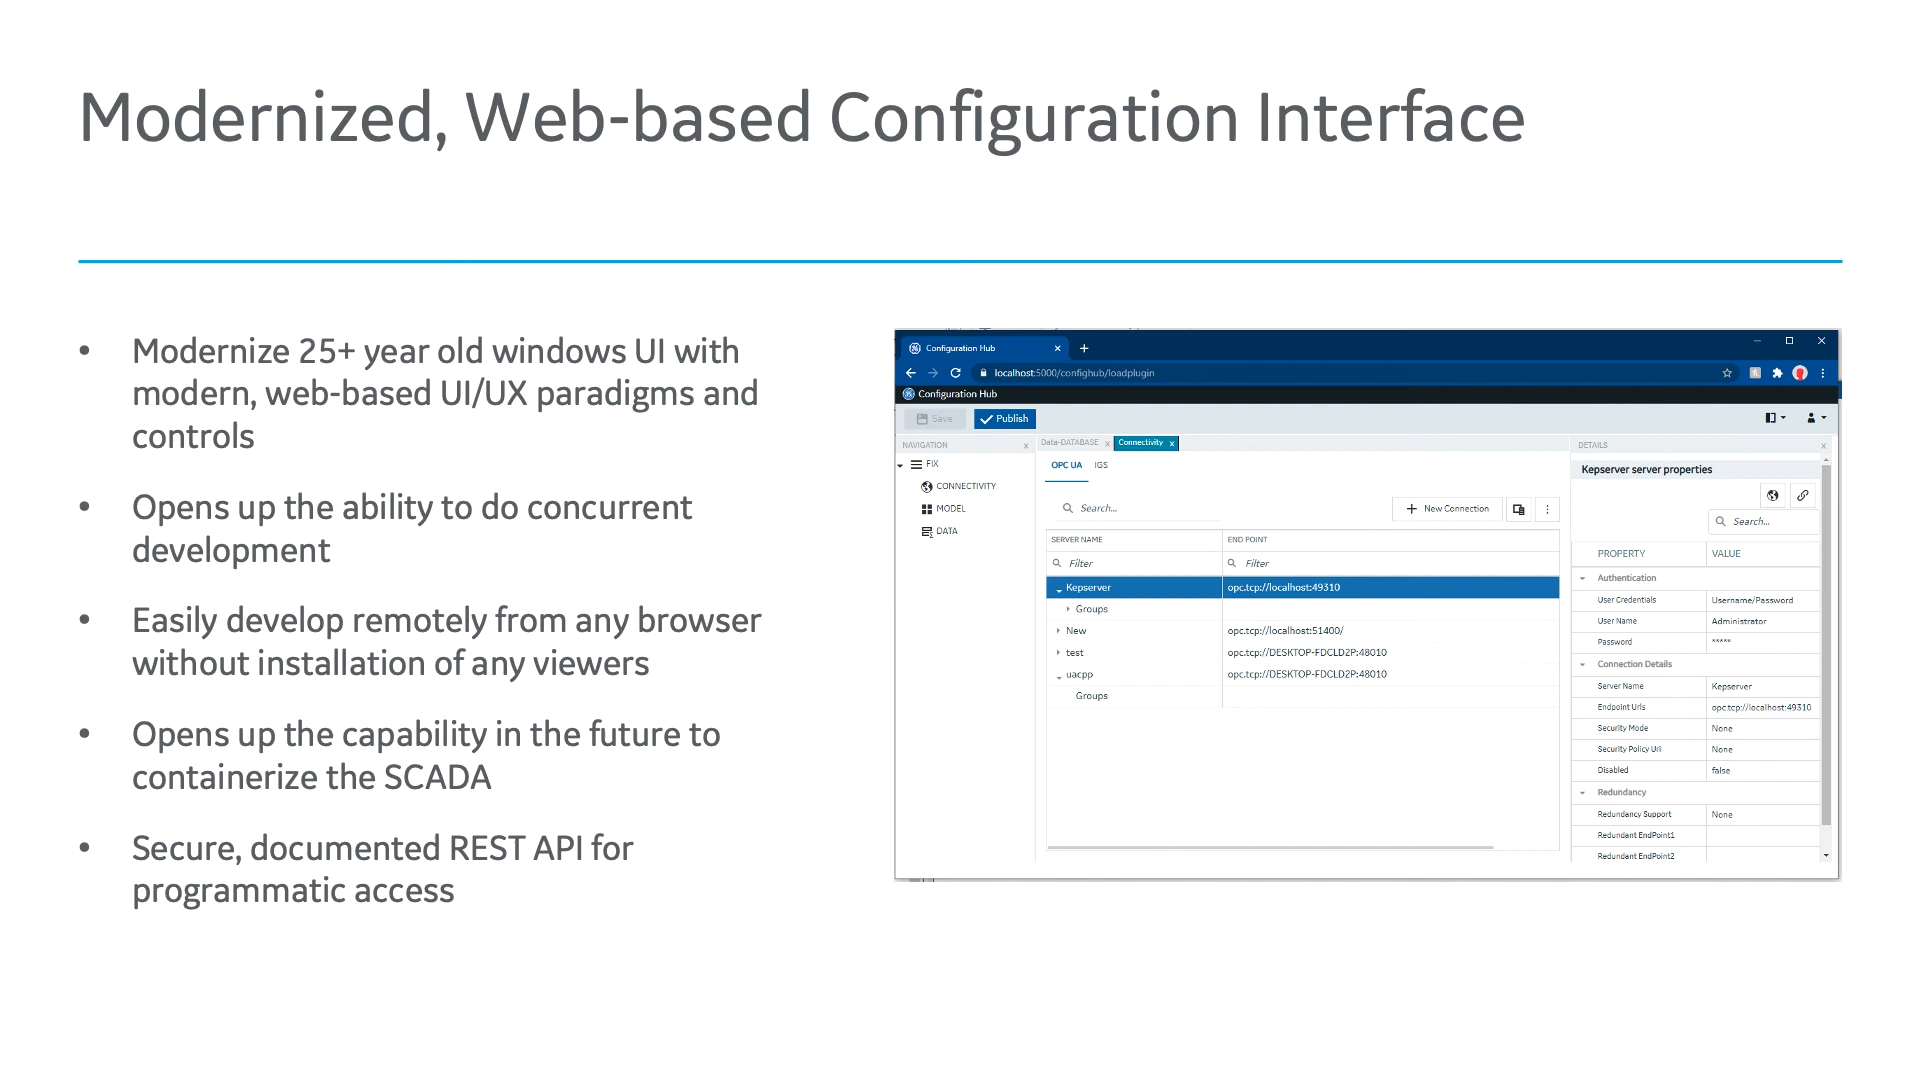 Modernized, Web-based Configuration Interface
• Modernize 25+ year old windows UI with
modern, web-based UI/UX paradigms and
controls
• Opens up the ability to do concurrent
development
• Easily develop remotely from any browser
without installation of any viewers
• Opens up the capability in the future to
containerize the SCADA
• Secure, documented REST API for
programmatic access
Configuration Hub
localhost:5000/confighub/loadplugin
Configuration Hub
Save Publish
NAVIGATION
FIX
CONNECTIVITY
MODEL
DATA
Data-DATABASE x Connectivity x
OPC UA IGS
Search...
+ New Connection
SERVER NAME END POINT
Filter Filter
Kepserver opc.tcp://localhost:49310
Groups
New opc.tcp://localhost:51400/
test opc.tcp://DESKTOP-FDCLD2P:48010
uacpp opc.tcp://DESKTOP-FDCLD2P:48010
Groups
DETAILS
Kepserver server properties
Search...
PROPERTY VALUE
Authentication
User Credentials Username/Password
User Name Administrator
Password *****
Connection Details
Server Name Kepserver
Endpoint Urls opc.tcp://localhost:49310
Security Mode None
Security Policy Uri None
Disabled false
Redundancy
Redundancy Support None
Redundant EndPoint1
Redundant EndPoint2